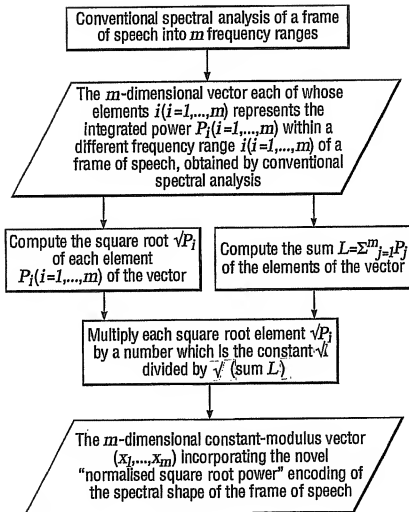 Conventional spectral analysis of a frame
of speech into m frequency ranges
The m-dimensional vector each of whose
elements i(i=1,...,m) represents the
integrated power Pi(i=1,...,m) within a
different frequency range i(i=1,...,m) of a
frame of speech, obtained by conventional
spectral analysis
Compute the square root √Pi
of each element
Pi(i=1,...,m) of the vector
Compute the sum L=Σᵐj=1Pj
of the elements of the vector
Multiply each square root element √Pi
by a number which is the constant √l
divided by √ (sum L)
The m-dimensional constant-modulus vector
(x1,...,xm) incorporating the novel
"normalised square root power" encoding of
the spectral shape of the frame of speech